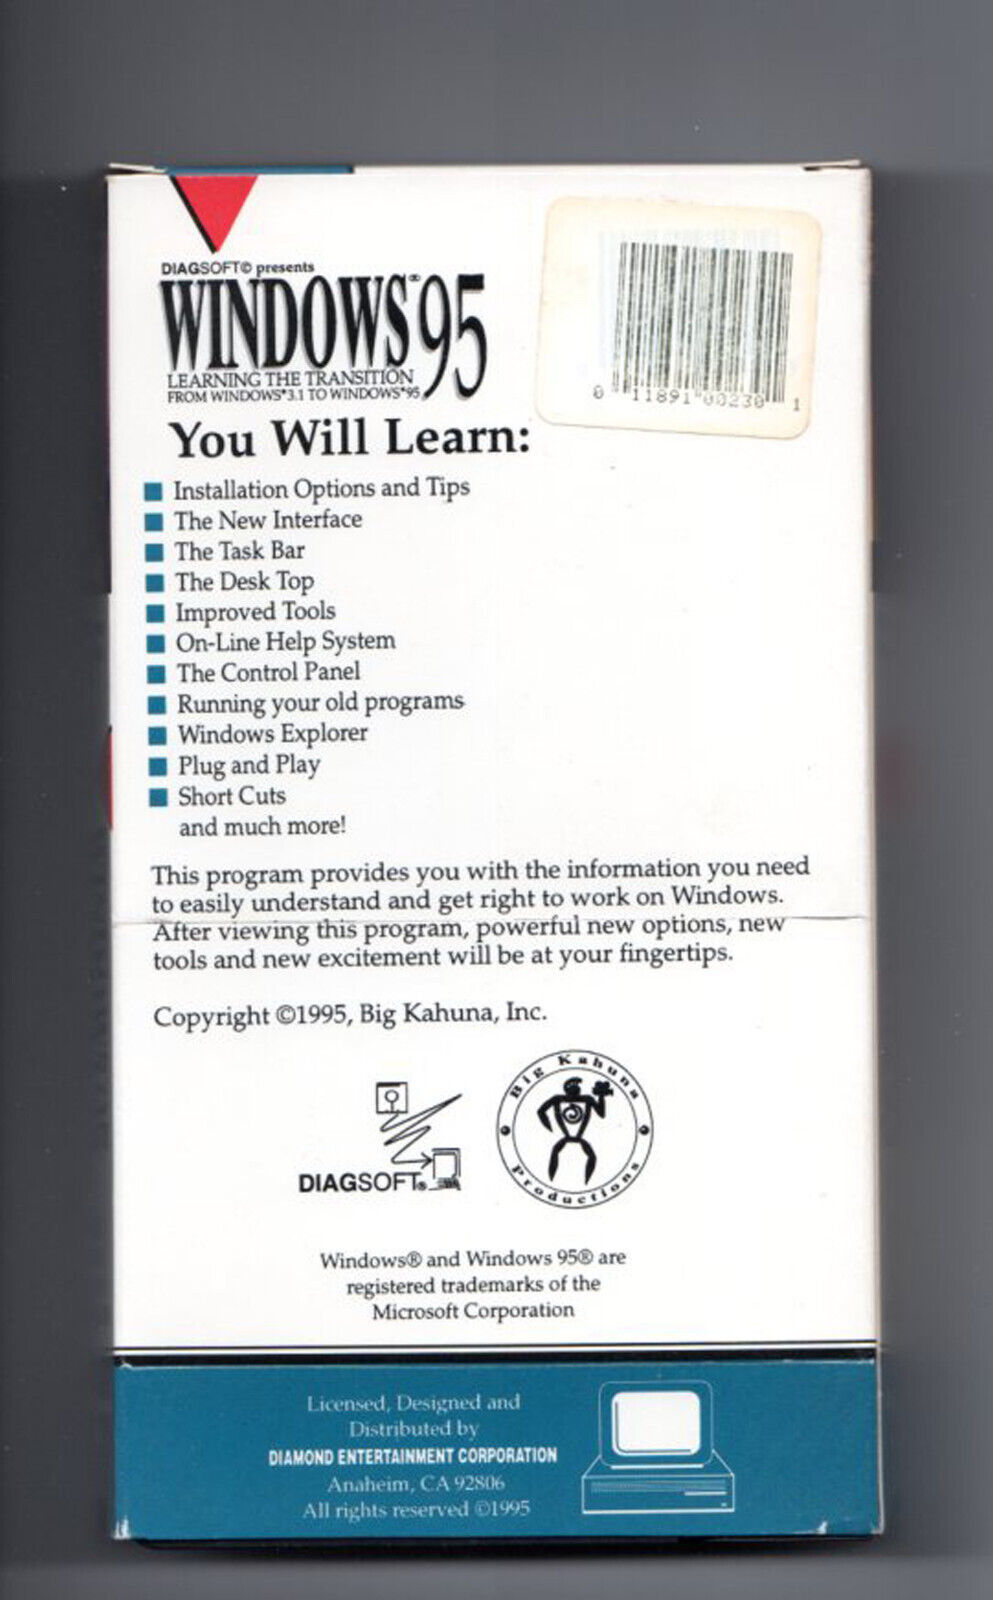 DIAGSOFT© presents
WINDOWS®95
LEARNING THE TRANSITION
FROM WINDOWS®3.1 TO WINDOWS®95
0 11891 00230 1
You Will Learn:
Installation Options and Tips
The New Interface
The Task Bar
The Desk Top
Improved Tools
On-Line Help System
The Control Panel
Running your old programs
Windows Explorer
Plug and Play
Short Cuts
and much more!
This program provides you with the information you need
to easily understand and get right to work on Windows.
After viewing this program, powerful new options, new
tools and new excitement will be at your fingertips.
Copyright ©1995, Big Kahuna, Inc.
Big Kahuna
Productions
DIAGSOFT®
Windows® and Windows 95® are
registered trademarks of the
Microsoft Corporation
Licensed, Designed and
Distributed by
DIAMOND ENTERTAINMENT CORPORATION
Anaheim, CA 92806
All rights reserved ©1995